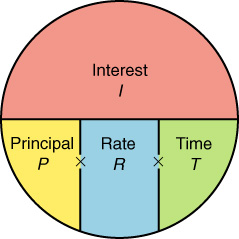 Interest
I
Principal Rate Time
P × R × T